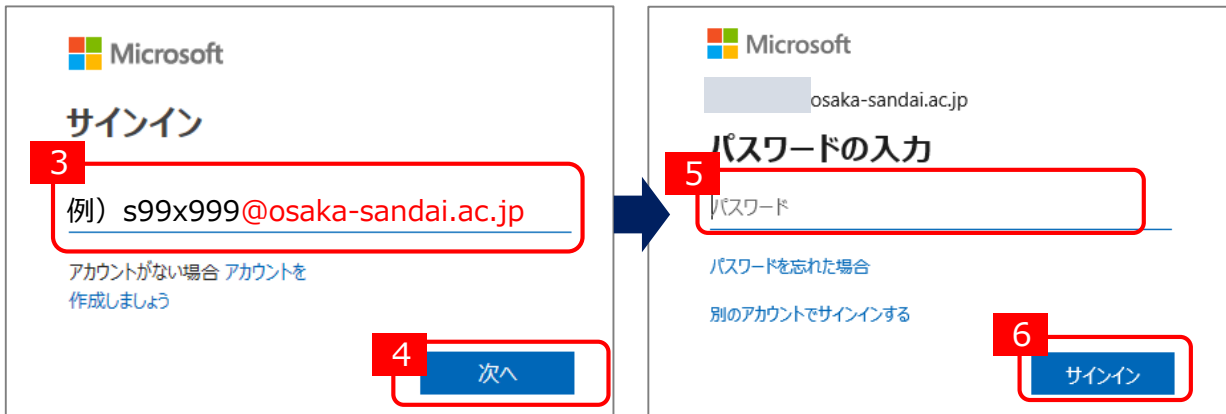 Microsoft
サインイン
3
例）s99x999@osaka-sandai.ac.jp
アカウントがない場合 アカウントを
作成しましょう
4
次へ
Microsoft
osaka-sandai.ac.jp
パスワードの入力
5
パスワード
パスワードを忘れた場合
別のアカウントでサインインする
6
サインイン